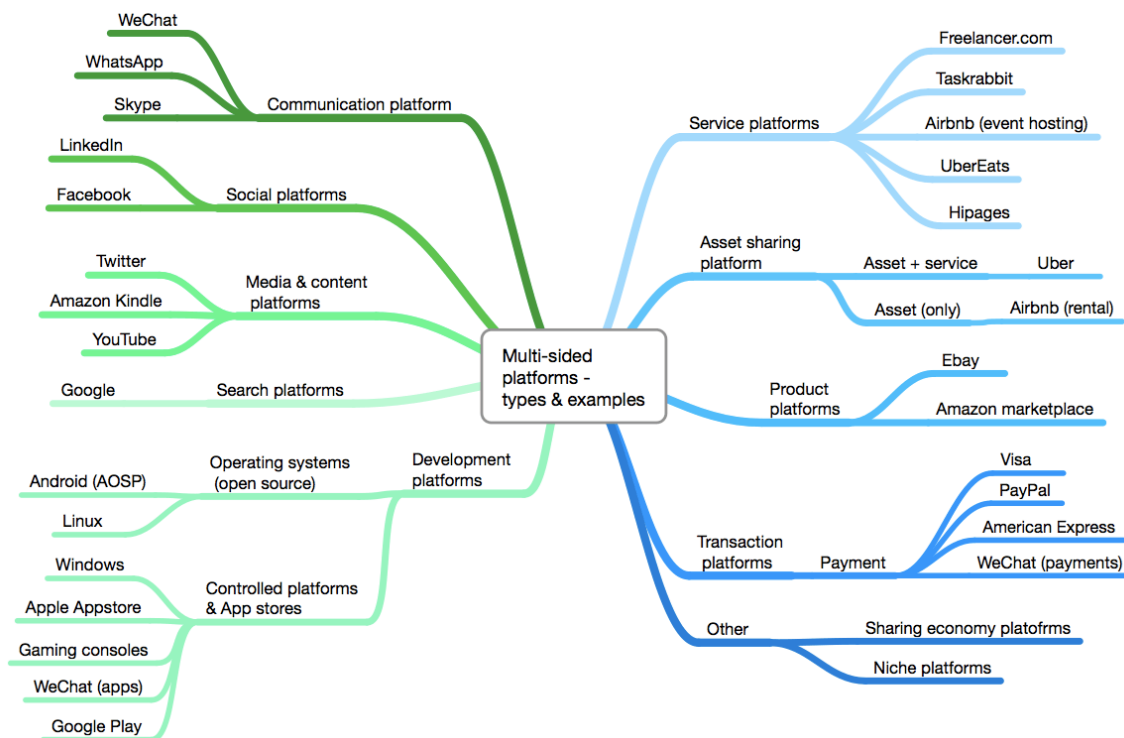 WeChat
WhatsApp
Skype
Communication platform
LinkedIn
Facebook
Social platforms
Twitter
Amazon Kindle
YouTube
Media & content
platforms
Google
Search platforms
Android (AOSP)
Linux
Operating systems
(open source)
Development
platforms
Windows
Apple Appstore
Gaming consoles
WeChat (apps)
Google Play
Controlled platforms
& App stores
Multi-sided
platforms -
types & examples
Service platforms
Freelancer.com
Taskrabbit
Airbnb (event hosting)
UberEats
Hipages
Asset sharing
platform
Asset + service
Uber
Asset (only)
Airbnb (rental)
Product
platforms
Ebay
Amazon marketplace
Transaction
platforms
Payment
Visa
PayPal
American Express
WeChat (payments)
Other
Sharing economy platofrms
Niche platforms